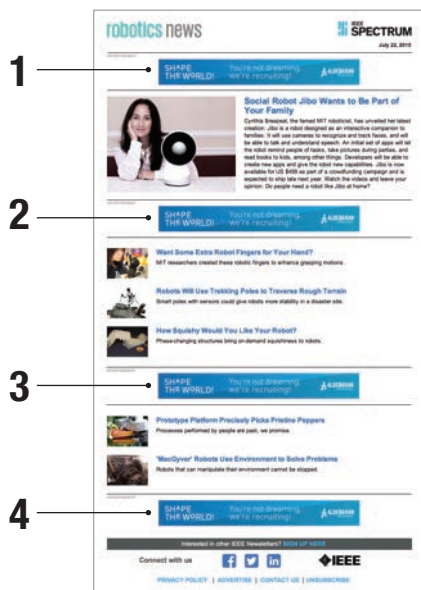 robotics news
IEEE
SPECTRUM
July 22, 2015
1
SHAPE
THE WORLD!
You're not dreaming,
we're recruiting!
Social Robot Jibo Wants to Be Part of
Your Family
Cynthia Breazeal, the famed MIT roboticist, has unveiled her latest
creation. Jibo is a robot designed as an interactive companion to
families. It will use cameras to recognize and track faces, and will
be able to talk and understand speech. An initial set of apps will let
the robot remind people of tasks, take pictures during parties, and
read books to kids, among other things. Developers will be able to
create new apps and give the robot new capabilities. Jibo is now
available for US $499 as part of a crowdfunding campaign and is
expected to ship late next year. Watch the videos and leave your
opinion: Do people need a robot like Jibo at home?
2
SHAPE
THE WORLD!
You're not dreaming,
we're recruiting!
Want Some Extra Robot Fingers for Your Hand?
MIT researchers created these robotic fingers to enhance grasping motions.
Robots Will Use Trekking Poles to Traverse Rough Terrain
Smart poles with sensors could give robots more stability in a disaster site.
How Squishy Would You Like Your Robot?
Phase-changing structures bring on-demand squishiness to robots.
3
SHAPE
THE WORLD!
You're not dreaming,
we're recruiting!
Prototype Platform Precisely Picks Pristine Peppers
Processes performed by people are past, we promise.
'MacGyver' Robots Use Environment to Solve Problems
Robots that can manipulate their environment cannot be stopped.
4
SHAPE
THE WORLD!
You're not dreaming,
we're recruiting!
Interested in other IEEE Newsletters? SIGN UP HERE
Connect with us
IEEE
PRIVACY POLICY | ADVERTISE | CONTACT US | UNSUBSCRIBE